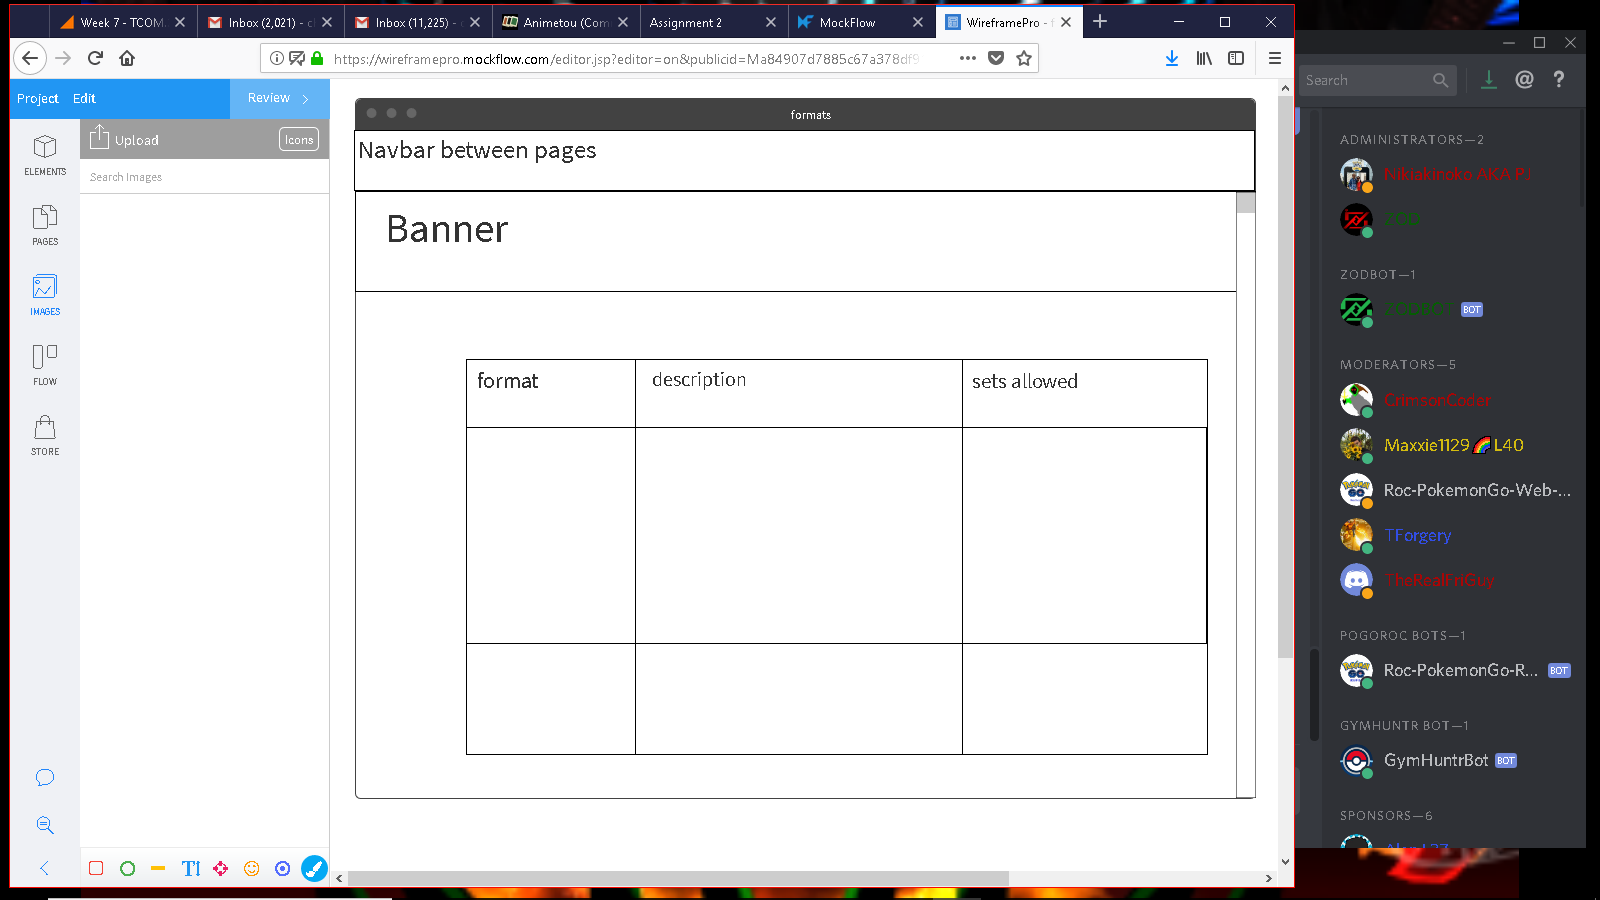 Week 7 - TCOM
Inbox (2,021) - c
Inbox (11,225) -
Animetou (Com
Assignment 2
MockFlow
WireframePro - f
https://wireframepro.mockflow.com/editor.jsp?editor=on&publicid=Ma84907d7885c67a378df9
Search
Project
Edit
Review
Upload
Icons
Search Images
ELEMENTS
PAGES
IMAGES
FLOW
STORE
formats
Navbar between pages
Banner
format
description
sets allowed
ADMINISTRATORS—2
Nikiakinoko AKA P
ZOD
ZODBOT—1
ZODBOT
BOT
MODERATORS—5
CrimsonCoder
Maxxie1129🌈L40
Roc-PokemonGo-Web-...
TForgery
TheRealFriGuy
POGOROC BOTS—1
Roc-PokemonGo-R...
BOT
GYMHUNTR BOT—1
GymHuntrBot
BOT
SPONSORS—6